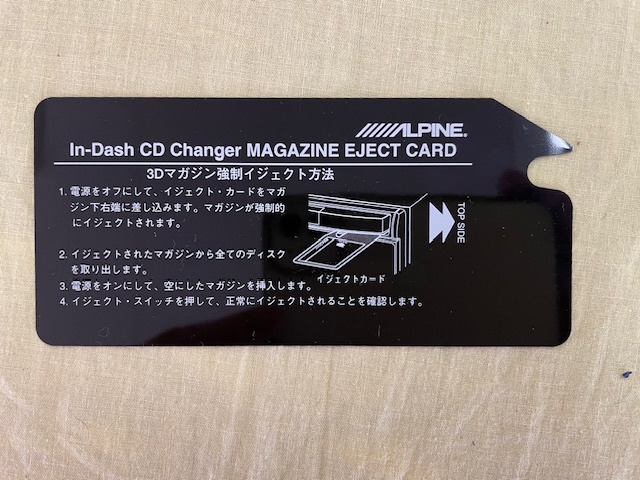 ALPINE®
In-Dash CD Changer MAGAZINE EJECT CARD
3Dマガジン強制イジェクト方法
1. 電源をオフにして、イジェクト・カードをマガ
ジン下右端に差し込みます。マガジンが強制的
にイジェクトされます。
2. イジェクトされたマガジンから全てのディスク
を取り出します。
3. 電源をオンにして、空にしたマガジンを挿入します。
4. イジェクト・スイッチを押して、正常にイジェクトされることを確認します。
イジェクトカード
TOP SIDE